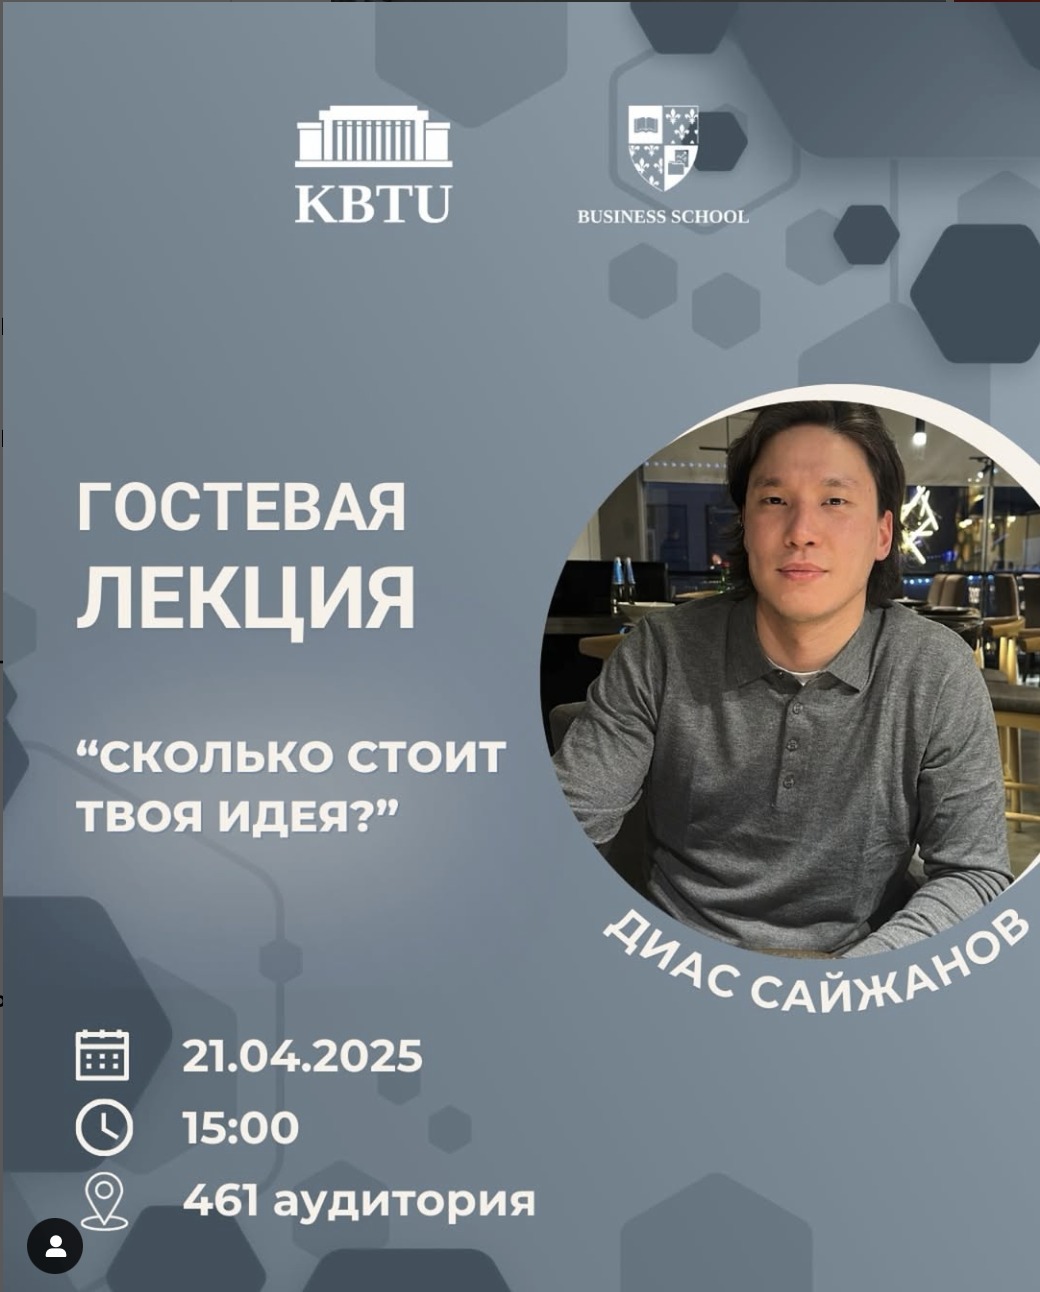 KBTU
BUSINESS SCHOOL
ГОСТЕВАЯ
ЛЕКЦИЯ
“СКОЛЬКО СТОИТ
ТВОЯ ИДЕЯ?”
ДИАС САЙЖАНОВ
21.04.2025
15:00
461 аудитория